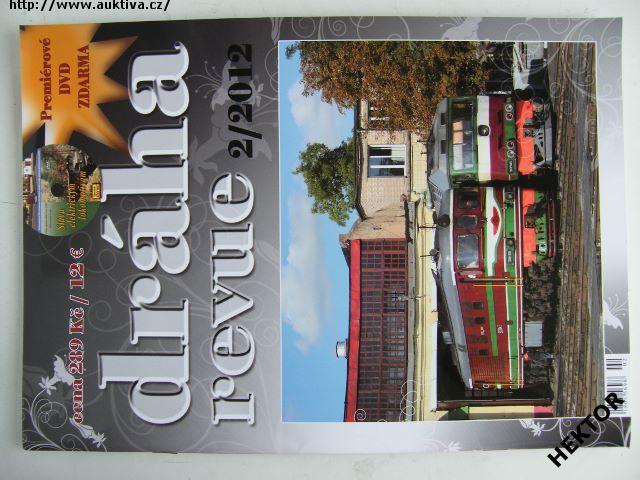 http://www.auktiva.cz/
Premiérové
DVD
ZDARMA
cena 289 Kč / 12 €
dráha
revue 2/2012
HEKTOR